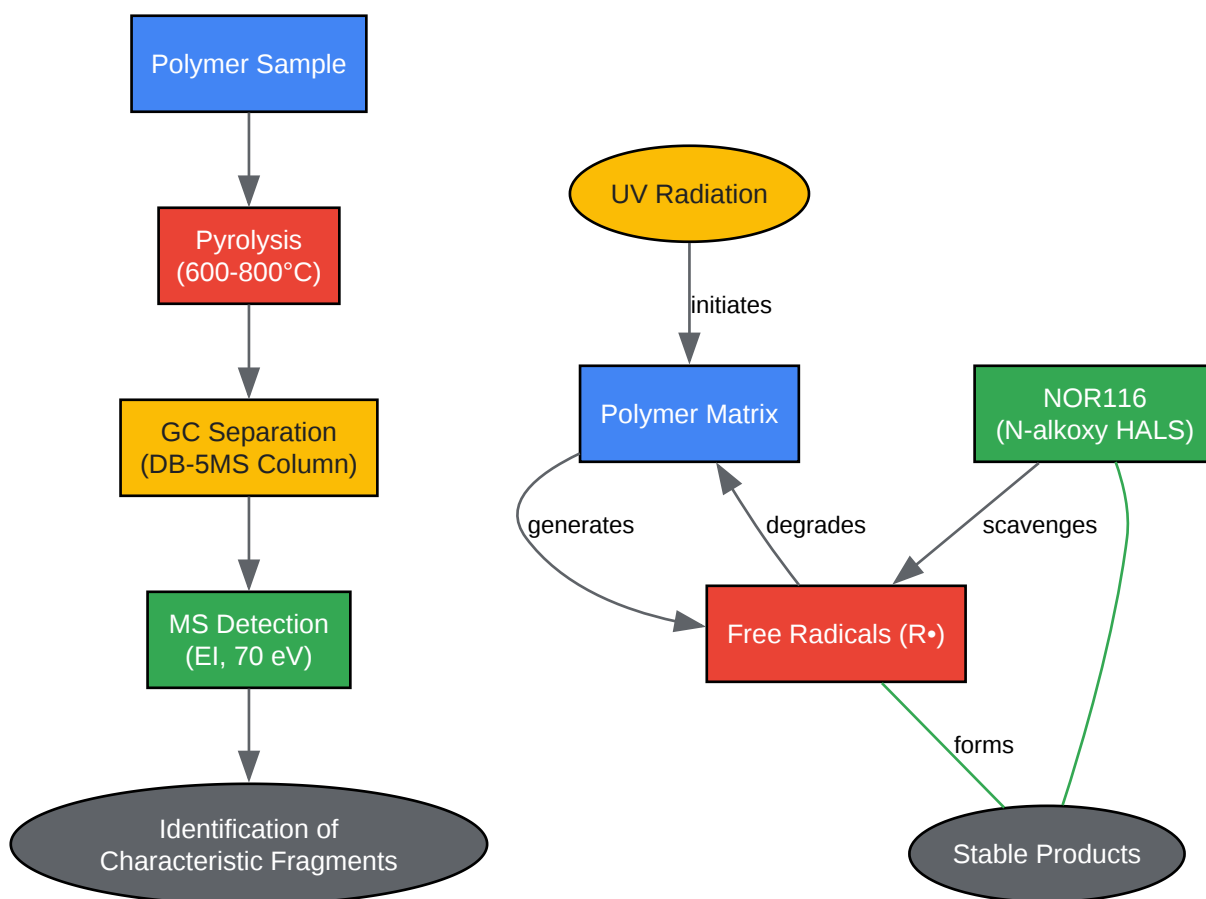 Polymer Sample
Pyrolysis
(600-800°C)
GC Separation
(DB-5MS Column)
MS Detection
(EI, 70 eV)
Identification of
Characteristic Fragments
UV Radiation
initiates
Polymer Matrix
NOR116
(N-alkoxy HALS)
generates
degrades
scavenges
Free Radicals (R•)
forms
Stable Products